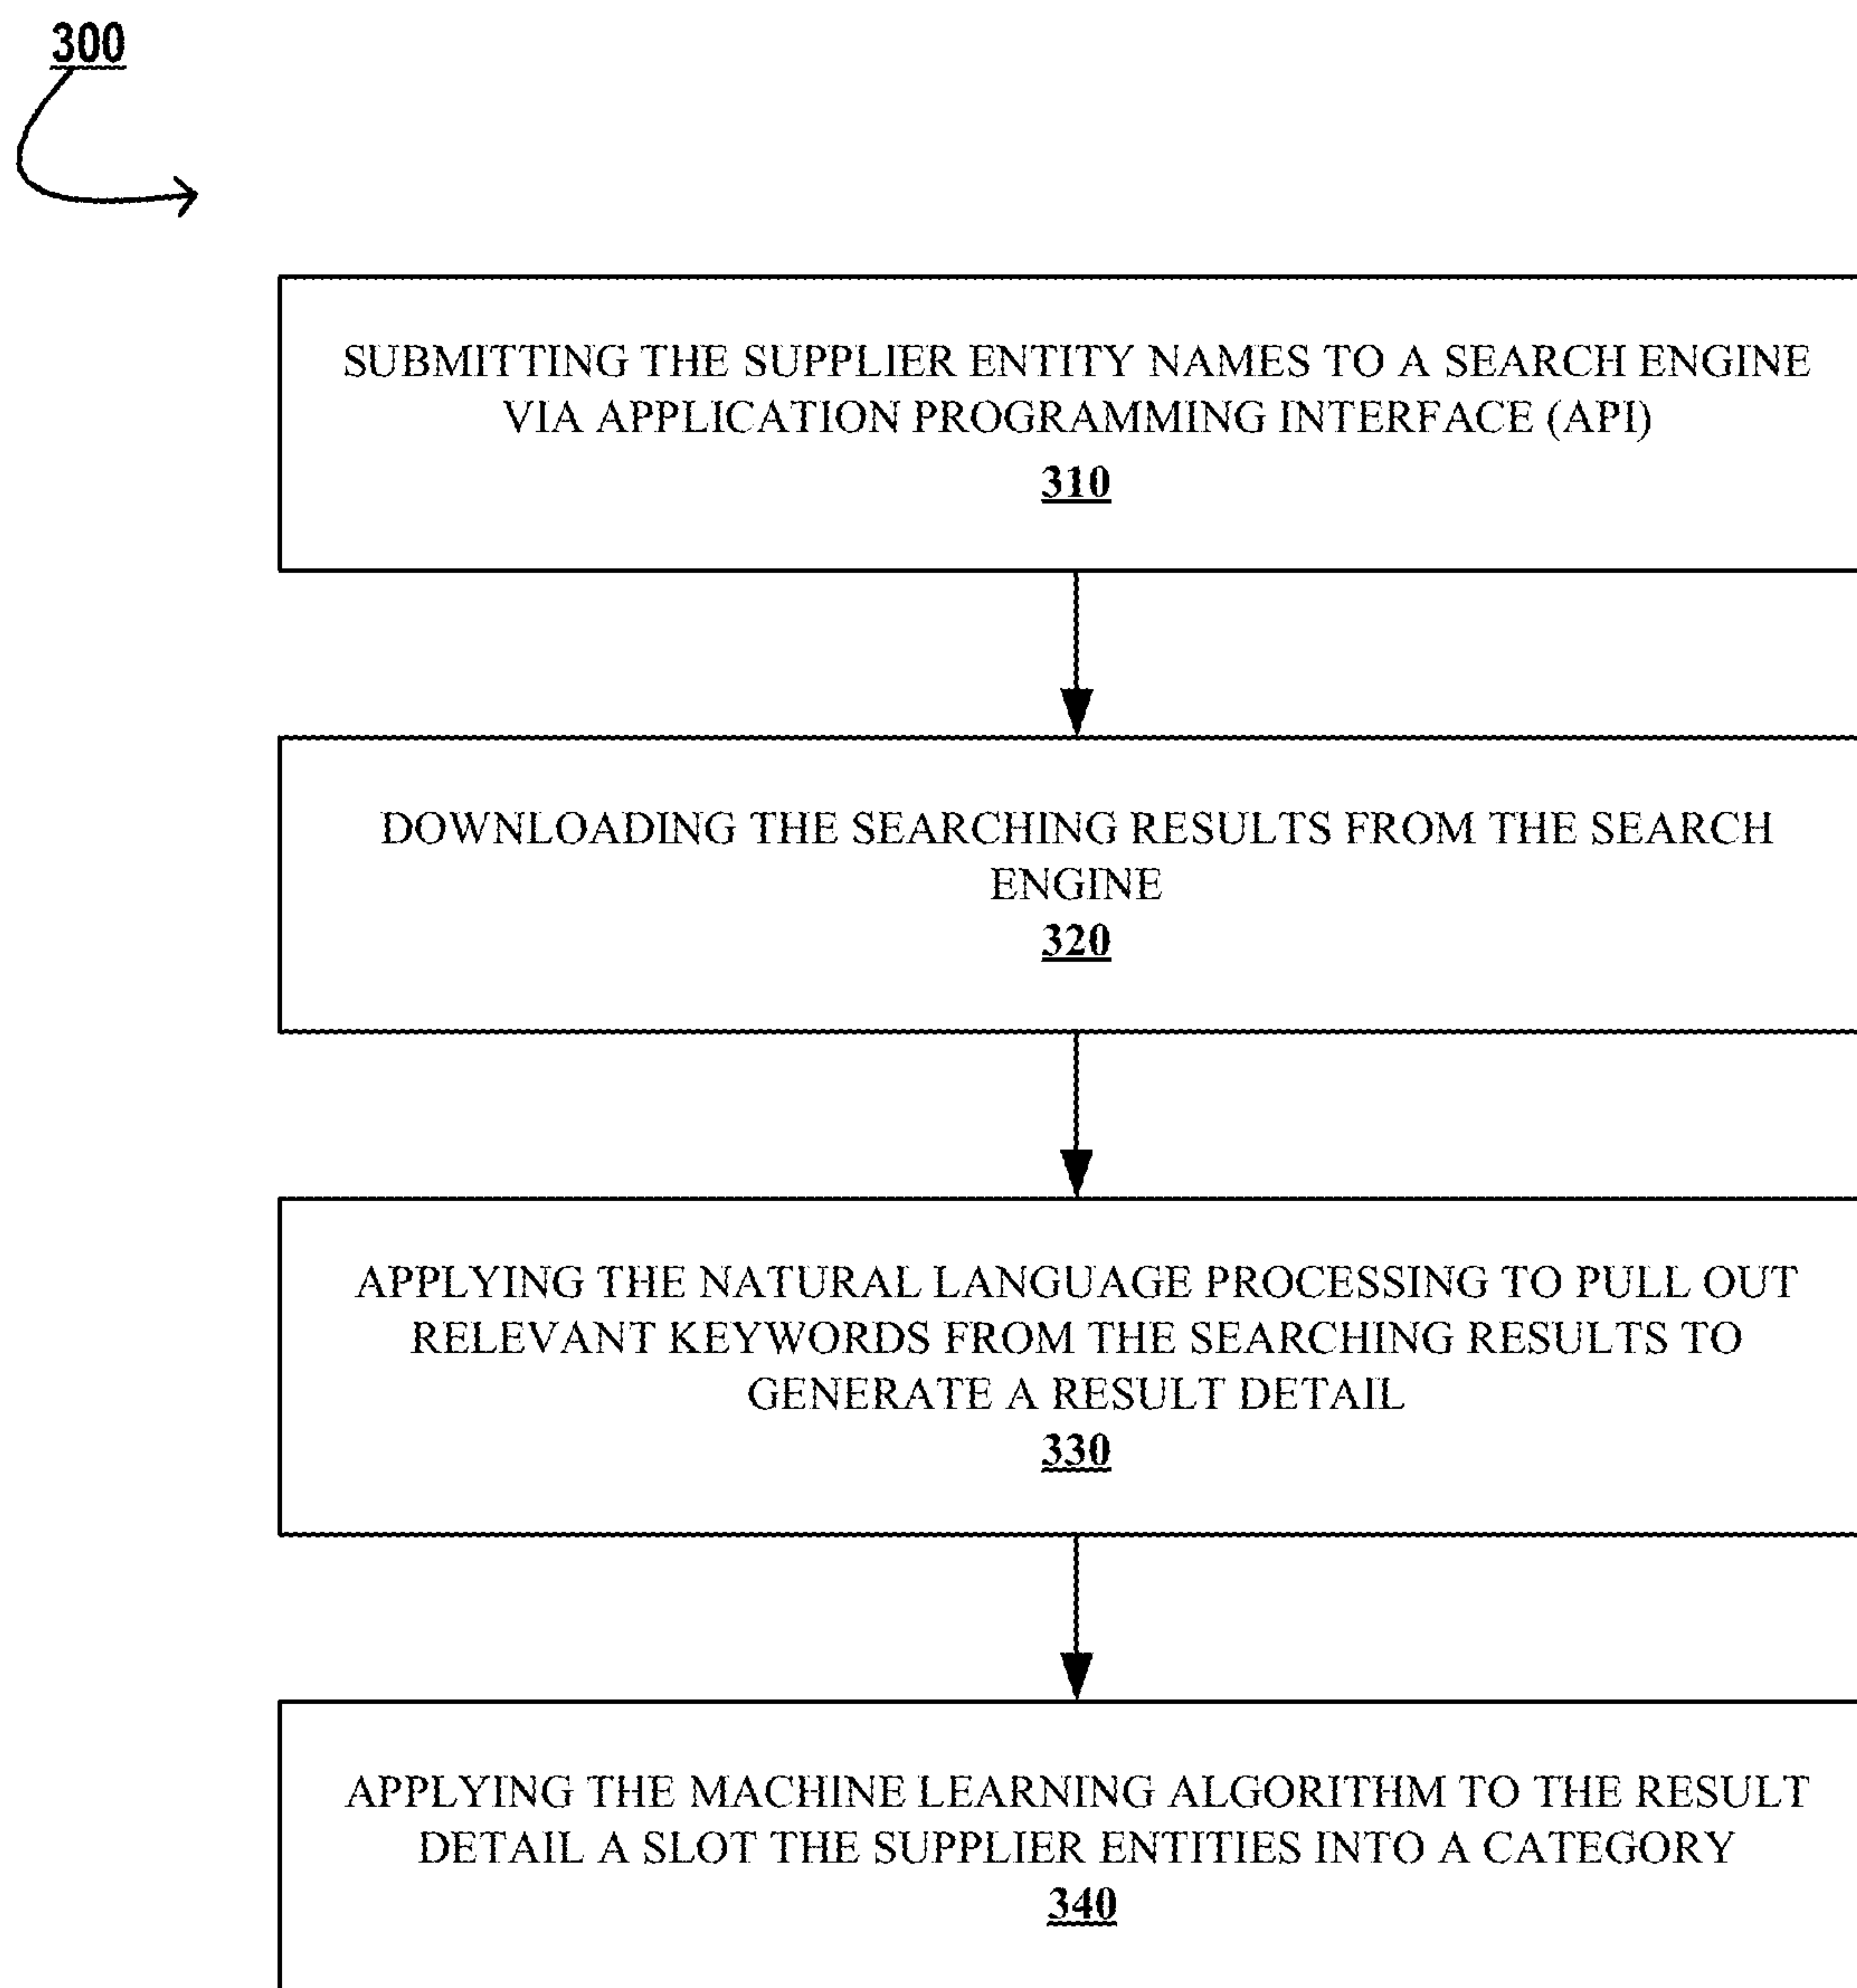 300
SUBMITTING THE SUPPLIER ENTITY NAMES TO A SEARCH ENGINE
VIA APPLICATION PROGRAMMING INTERFACE (API)
310
DOWNLOADING THE SEARCHING RESULTS FROM THE SEARCH
ENGINE
320
APPLYING THE NATURAL LANGUAGE PROCESSING TO PULL OUT
RELEVANT KEYWORDS FROM THE SEARCHING RESULTS TO
GENERATE A RESULT DETAIL
330
APPLYING THE MACHINE LEARNING ALGORITHM TO THE RESULT
DETAIL A SLOT THE SUPPLIER ENTITIES INTO A CATEGORY
340